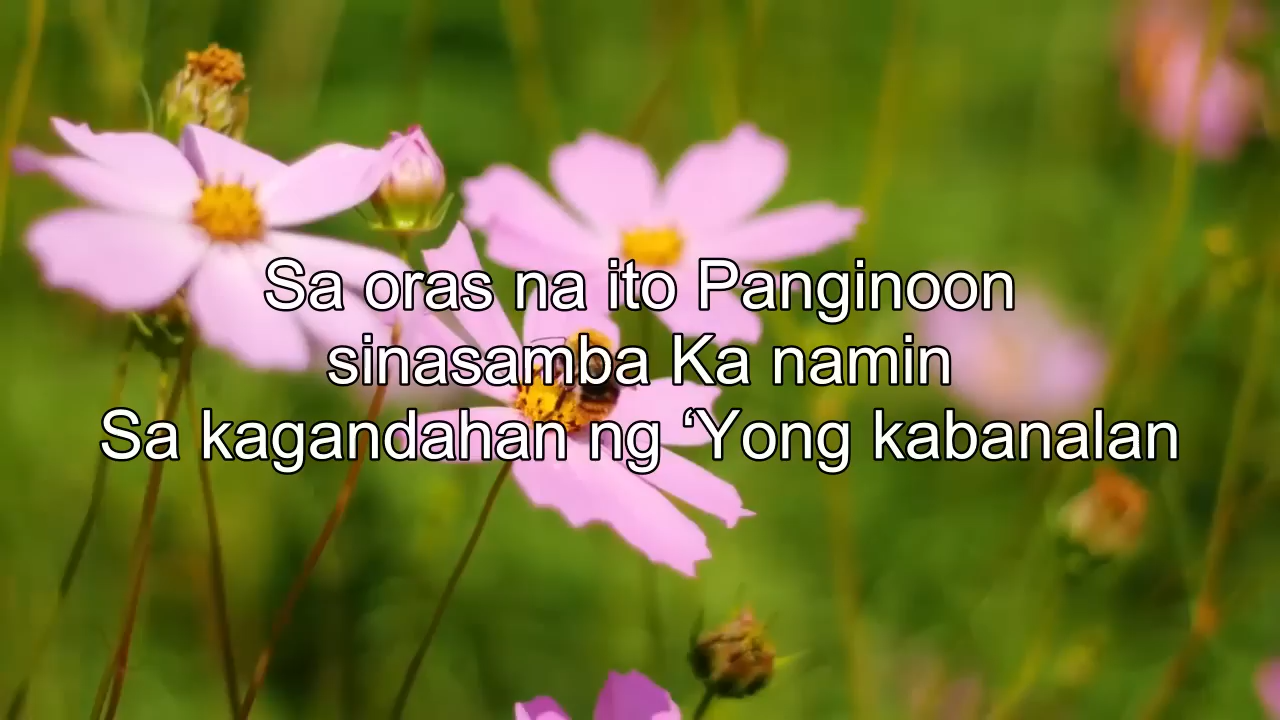 Sa oras na ito Panginoon
sinasamba Ka namin
Sa kagandahan ng ‘Yong kabanalan